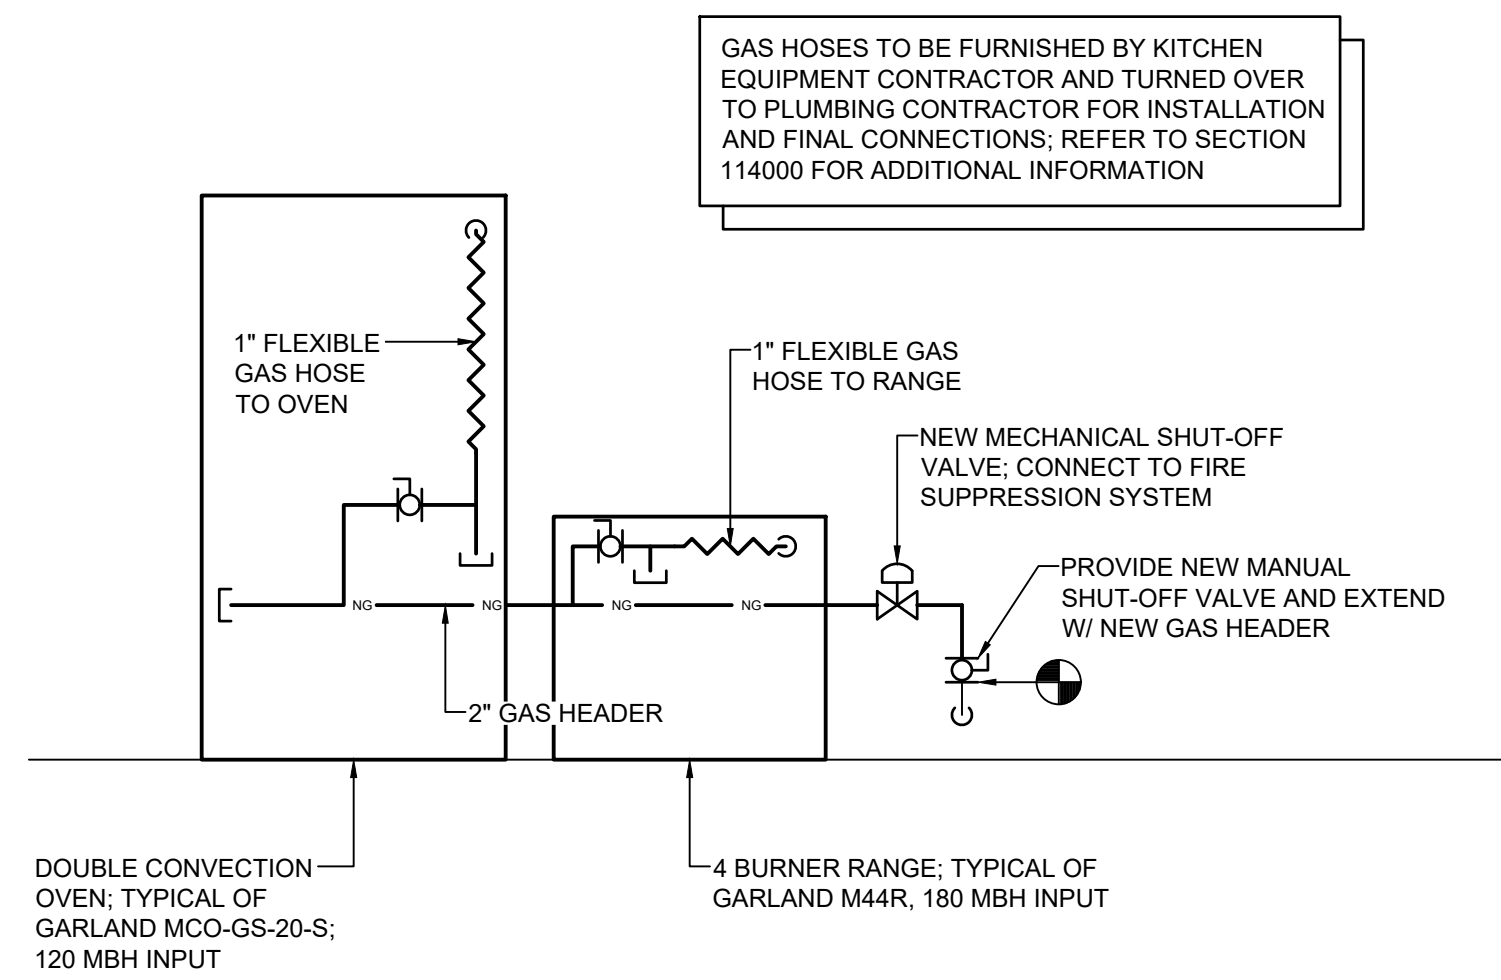 GAS HOSES TO BE FURNISHED BY KITCHEN
EQUIPMENT CONTRACTOR AND TURNED OVER
TO PLUMBING CONTRACTOR FOR INSTALLATION
AND FINAL CONNECTIONS; REFER TO SECTION
114000 FOR ADDITIONAL INFORMATION
1" FLEXIBLE
GAS HOSE
TO OVEN
1" FLEXIBLE GAS
HOSE TO RANGE
NEW MECHANICAL SHUT-OFF
VALVE; CONNECT TO FIRE
SUPPRESSION SYSTEM
PROVIDE NEW MANUAL
SHUT-OFF VALVE AND EXTEND
W/ NEW GAS HEADER
NG
NG
NG
NG
2" GAS HEADER
DOUBLE CONVECTION
OVEN; TYPICAL OF
GARLAND MCO-GS-20-S;
120 MBH INPUT
4 BURNER RANGE; TYPICAL OF
GARLAND M44R, 180 MBH INPUT